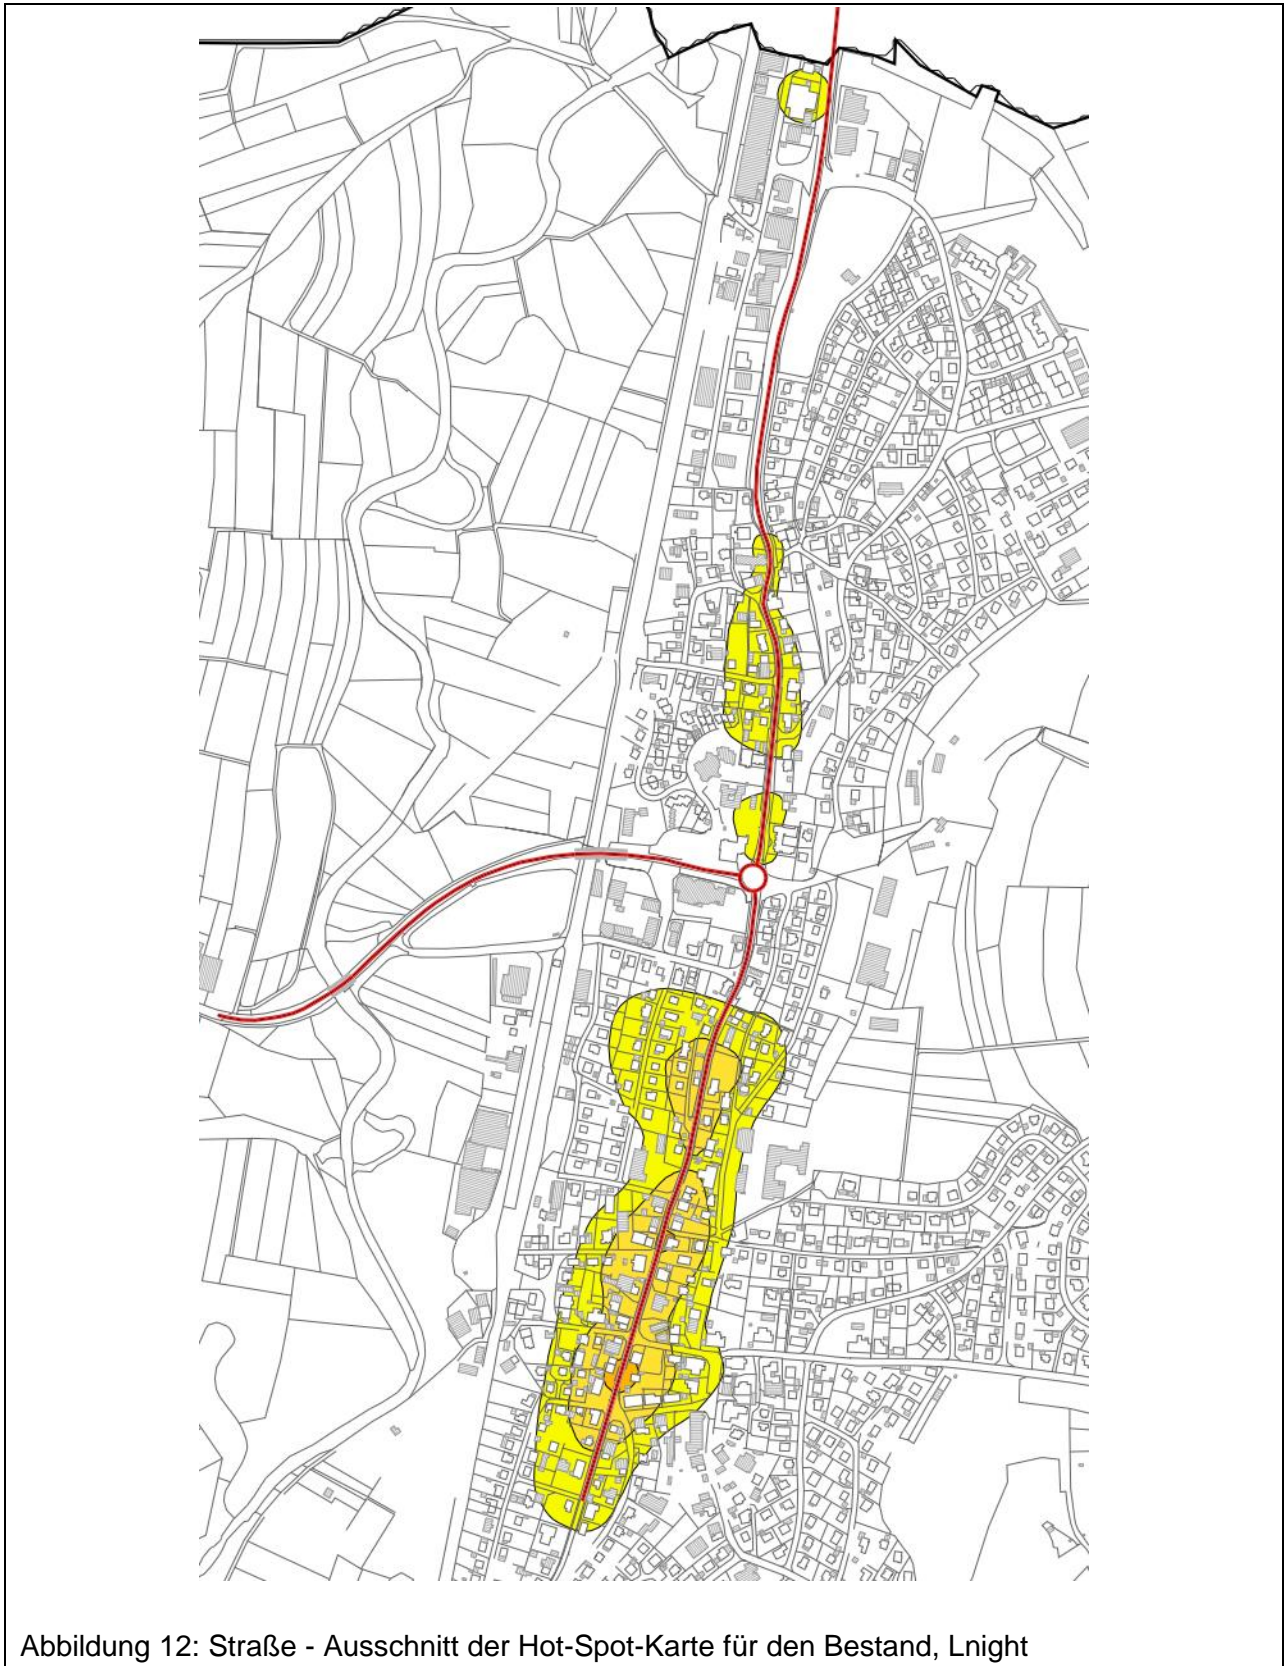 Abbildung 12: Straße - Ausschnitt der Hot-Spot-Karte für den Bestand, Lnight